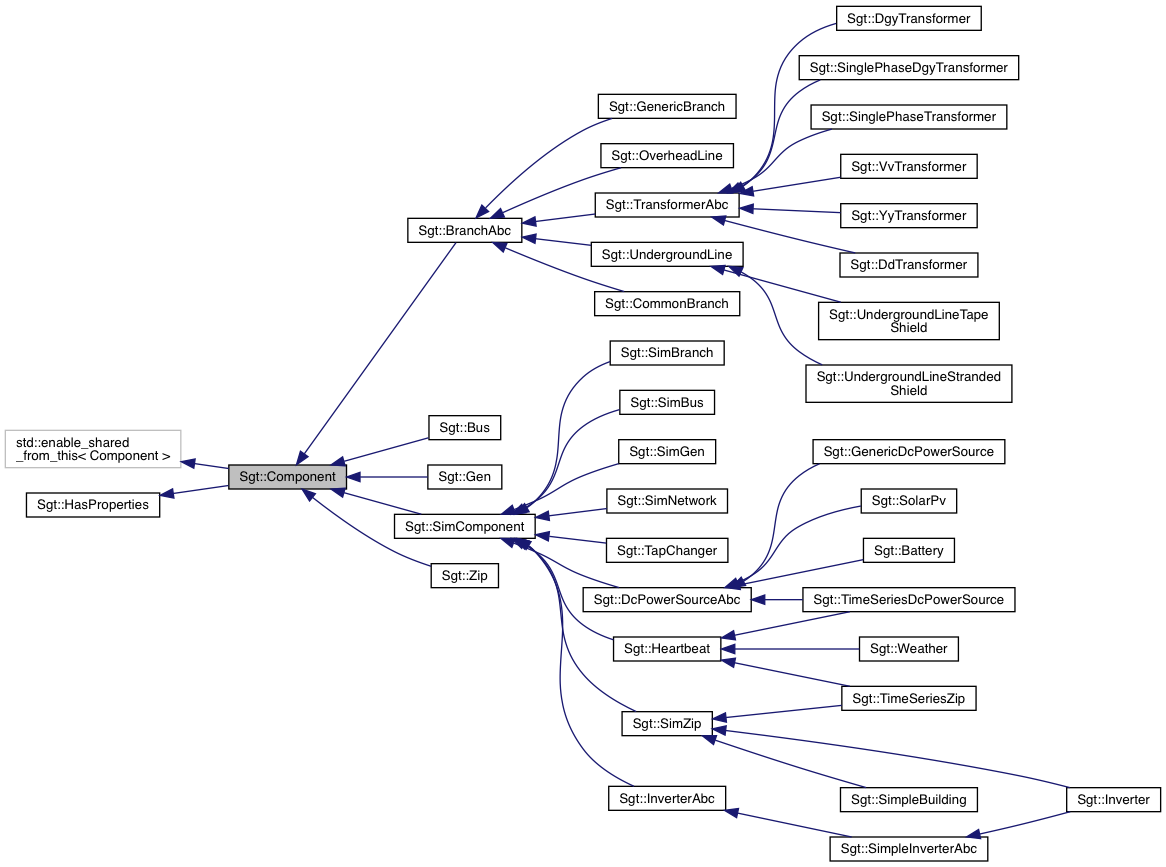 Sgt::DgyTransformer
Sgt::SinglePhaseDgyTransformer
Sgt::GenericBranch
Sgt::SinglePhaseTransformer
Sgt::OverheadLine
Sgt::VvTransformer
Sgt::TransformerAbc
Sgt::YyTransformer
Sgt::BranchAbc
Sgt::UndergroundLine
Sgt::DdTransformer
Sgt::CommonBranch
Sgt::UndergroundLineTape
Shield
Sgt::SimBranch
Sgt::UndergroundLineStranded
Shield
Sgt::SimBus
Sgt::Bus
std::enable_shared
_from_this< Component >
Sgt::SimGen
Sgt::GenericDcPowerSource
Sgt::Component
Sgt::Gen
Sgt::HasProperties
Sgt::SimNetwork
Sgt::SolarPv
Sgt::SimComponent
Sgt::TapChanger
Sgt::Battery
Sgt::Zip
Sgt::DcPowerSourceAbc
Sgt::TimeSeriesDcPowerSource
Sgt::Heartbeat
Sgt::Weather
Sgt::TimeSeriesZip
Sgt::SimZip
Sgt::InverterAbc
Sgt::SimpleBuilding
Sgt::Inverter
Sgt::SimpleInverterAbc